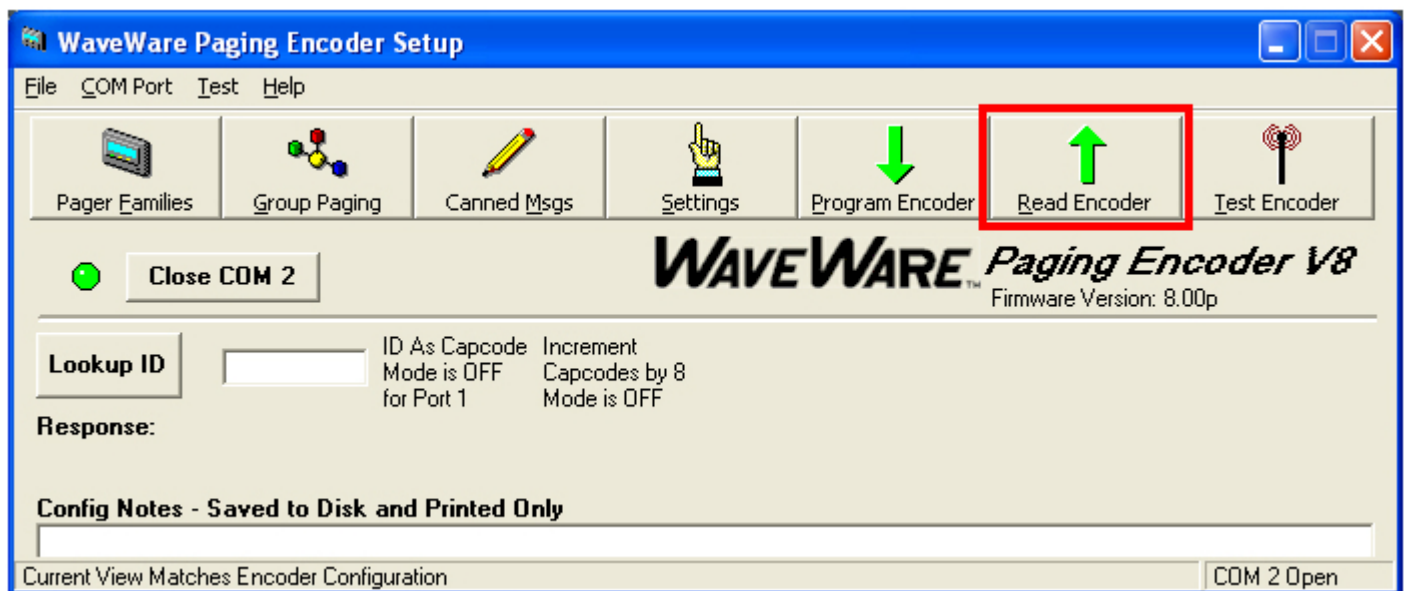 WaveWare Paging Encoder Setup
File COM Port Test Help
Pager Families Group Paging Canned Msgs Settings Program Encoder Read Encoder Test Encoder
Close COM 2
WAVEWARE™ Paging Encoder V8
Firmware Version: 8.00p
Lookup ID
ID As Capcode
Mode is OFF
for Port 1
Increment
Capcodes by 8
Mode is OFF
Response:
Config Notes - Saved to Disk and Printed Only
Current View Matches Encoder Configuration COM 2 Open